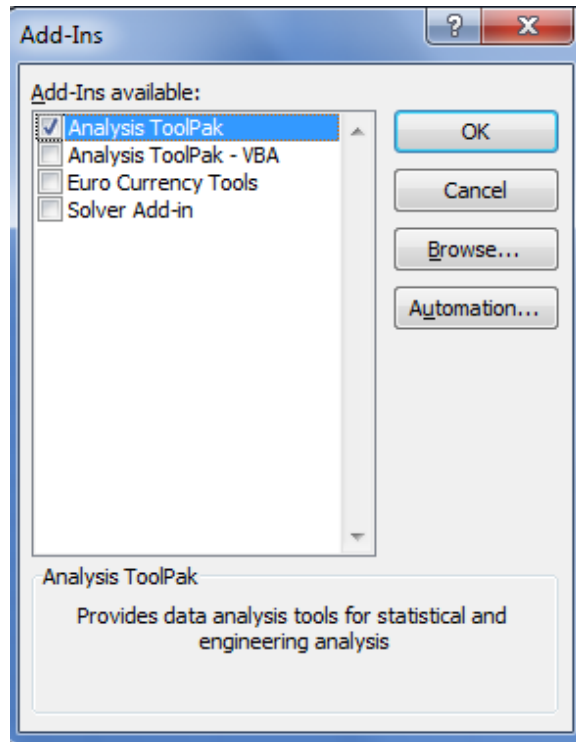 Add-Ins
Add-Ins available:
Analysis ToolPak
Analysis ToolPak - VBA
Euro Currency Tools
Solver Add-in
OK
Cancel
Browse...
Automation...
Analysis ToolPak
Provides data analysis tools for statistical and
engineering analysis